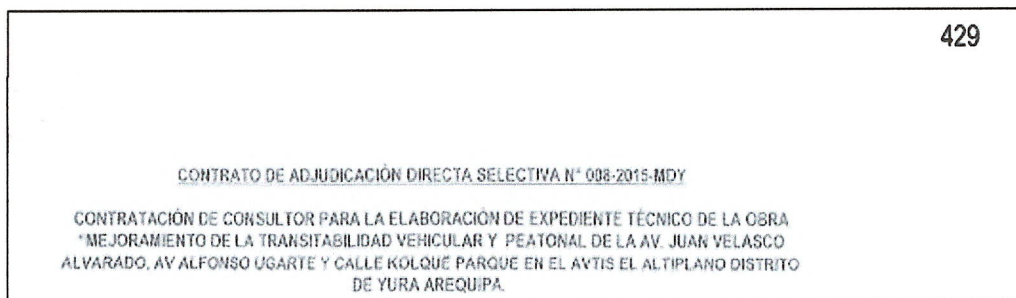 429
CONTRATO DE ADJUDICACIÓN DIRECTA SELECTIVA N° 008-2015-MDY
CONTRATACIÓN DE CONSULTOR PARA LA ELABORACIÓN DE EXPEDIENTE TÉCNICO DE LA OBRA
"MEJORAMIENTO DE LA TRANSITABILIDAD VEHICULAR Y PEATONAL DE LA AV. JUAN VELASCO
ALVARADO, AV ALFONSO UGARTE Y CALLE KOLQUE PARQUE EN EL AVTIS EL ALTIPLANO DISTRITO
DE YURA AREQUIPA.